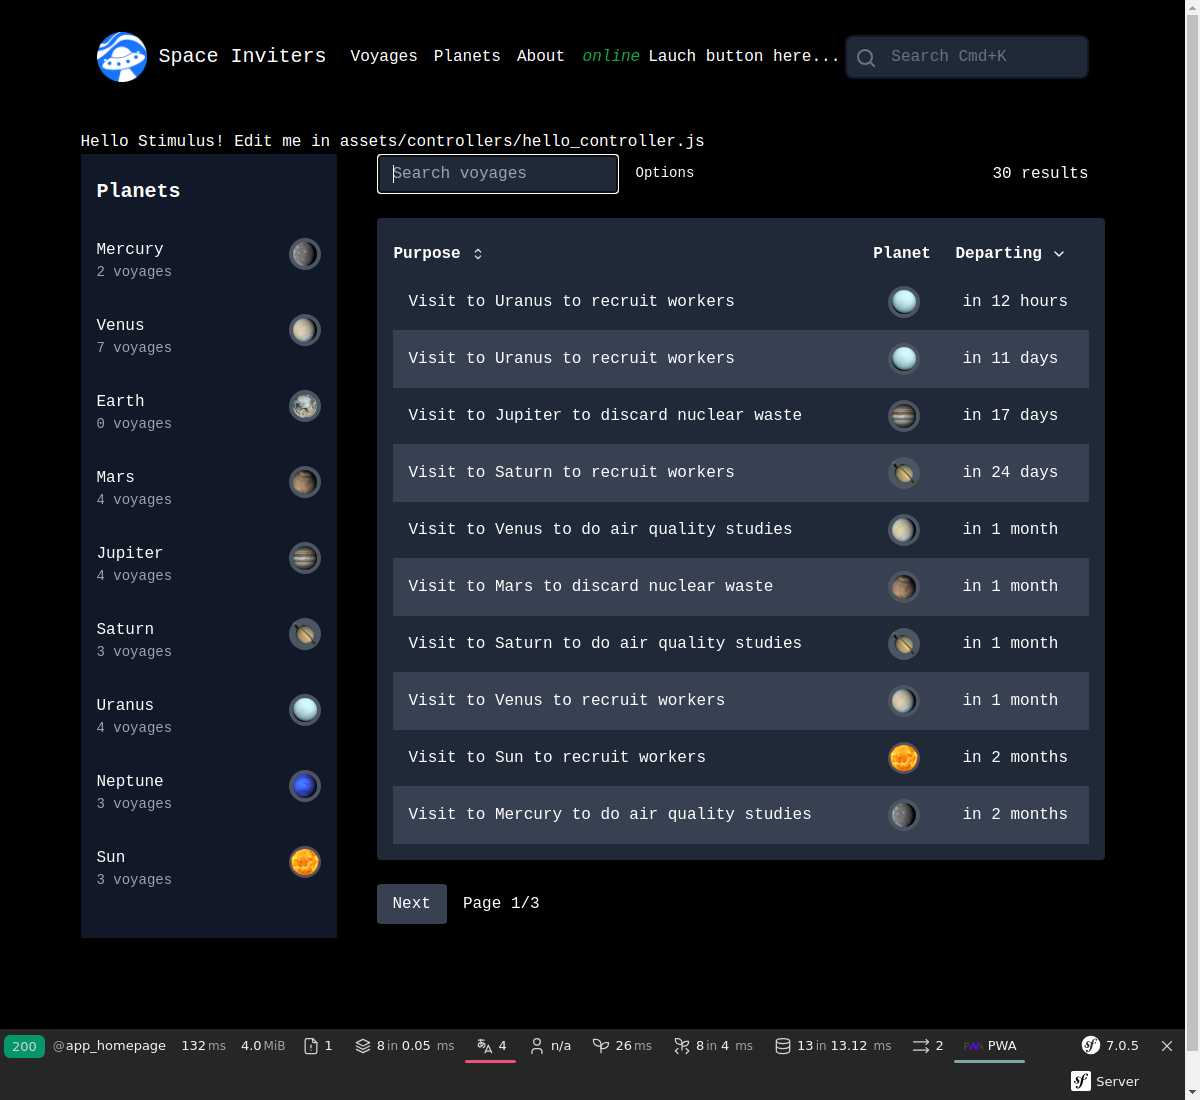 Space Inviters Voyages Planets About online Lauch button here... Search Cmd+K
Hello Stimulus! Edit me in assets/controllers/hello_controller.js
Planets
Mercury
2 voyages
Venus
7 voyages
Earth
0 voyages
Mars
4 voyages
Jupiter
4 voyages
Saturn
3 voyages
Uranus
4 voyages
Neptune
3 voyages
Sun
3 voyages
Search voyages Options 30 results
Purpose Planet Departing
Visit to Uranus to recruit workers in 12 hours
Visit to Uranus to recruit workers in 11 days
Visit to Jupiter to discard nuclear waste in 17 days
Visit to Saturn to recruit workers in 24 days
Visit to Venus to do air quality studies in 1 month
Visit to Mars to discard nuclear waste in 1 month
Visit to Saturn to do air quality studies in 1 month
Visit to Venus to recruit workers in 1 month
Visit to Sun to recruit workers in 2 months
Visit to Mercury to do air quality studies in 2 months
Next Page 1/3
200 @app_homepage 132 ms 4.0 MiB 1 8 in 0.05 ms 4 n/a 26 ms 8 in 4 ms 13 in 13.12 ms 2 PWA PWA sf 7.0.5
sf Server